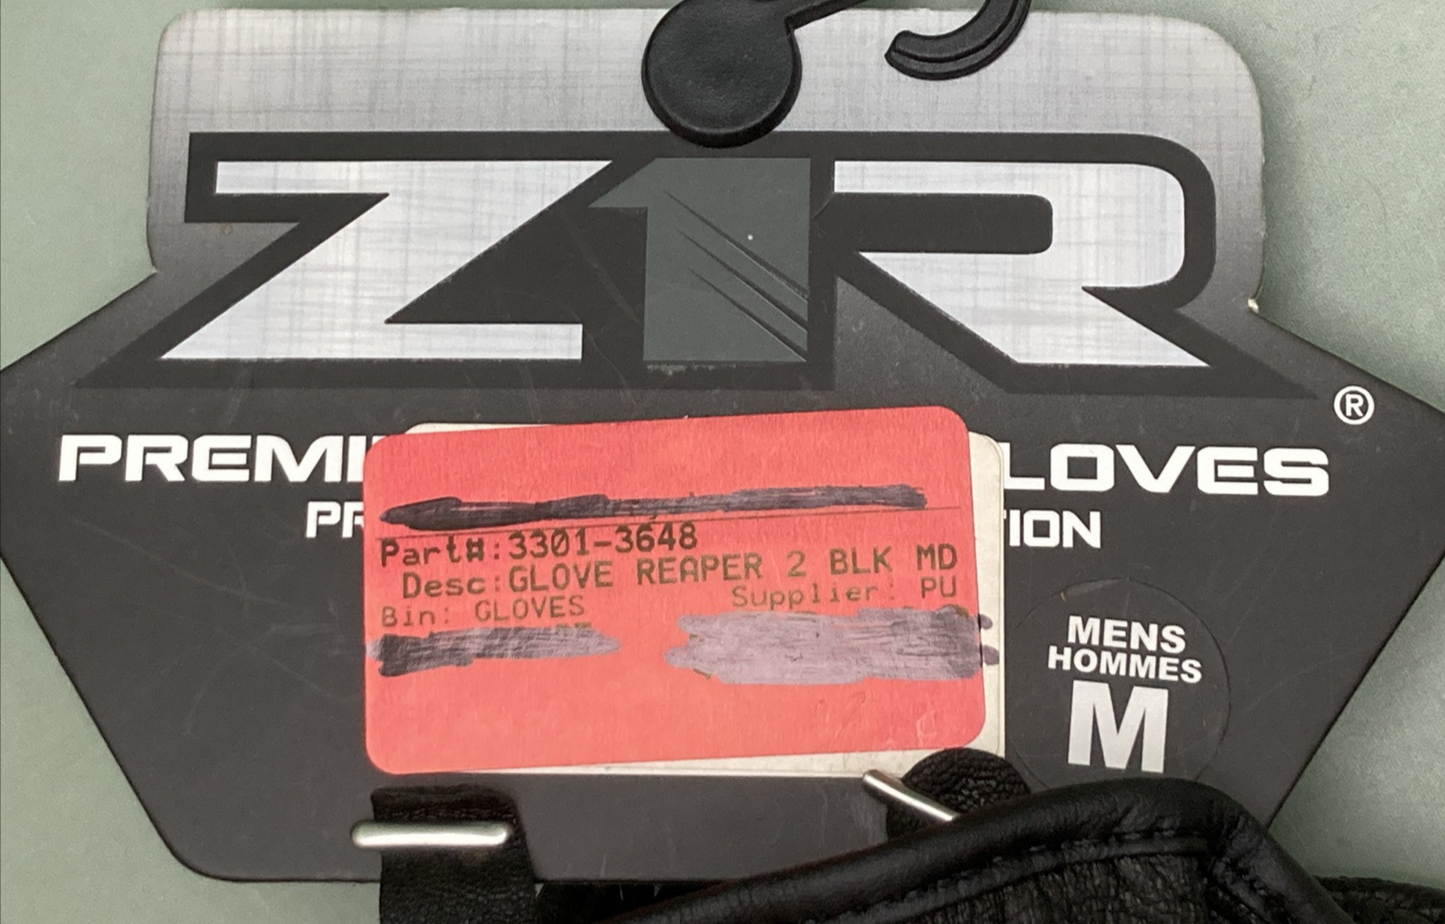 Z1R
®
PREMI LOVES
PR TION
Part#:3301-3648
Desc:GLOVE REAPER 2 BLK MD
Bin: GLOVES Supplier: PU
MENS
HOMMES
M